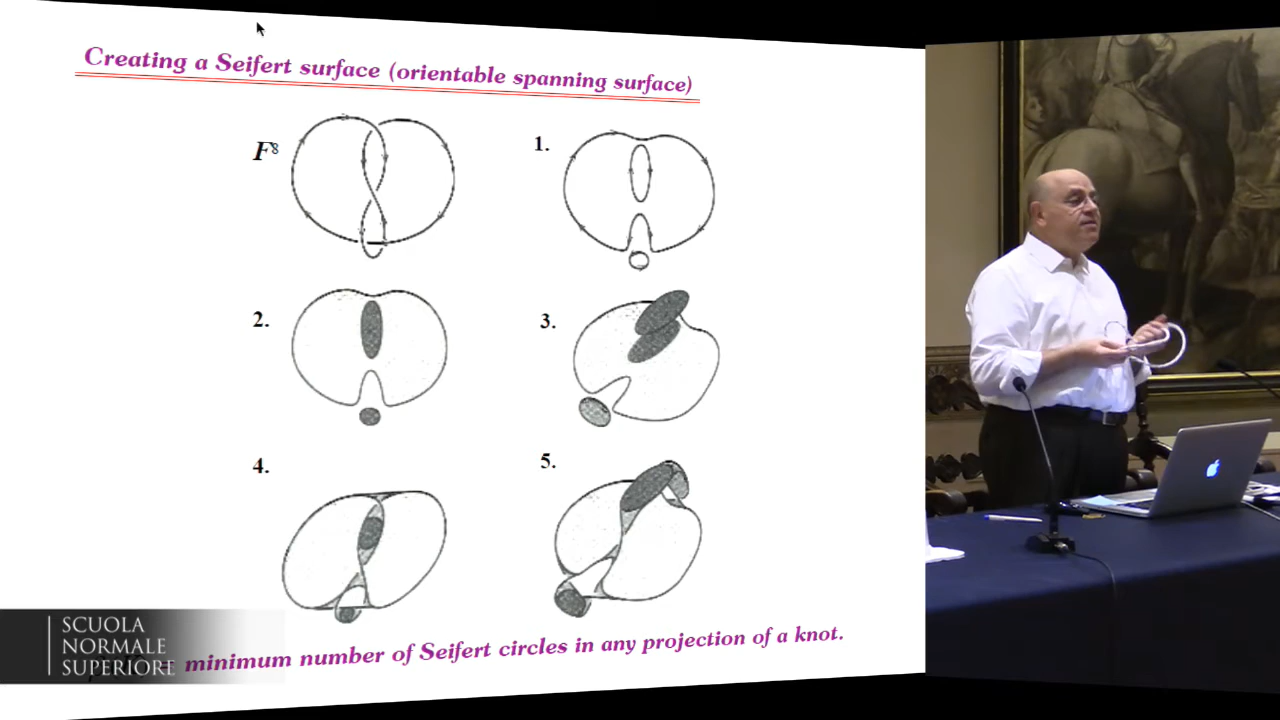 Creating a Seifert surface (orientable spanning surface)
F⁸
1.
2.
3.
4.
5.
= minimum number of Seifert circles in any projection of a knot.
SCUOLA
NORMALE
SUPERIORE